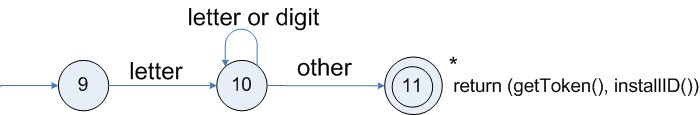 letter or digit
9 letter 10 other 11 *
return (getToken(), installID())